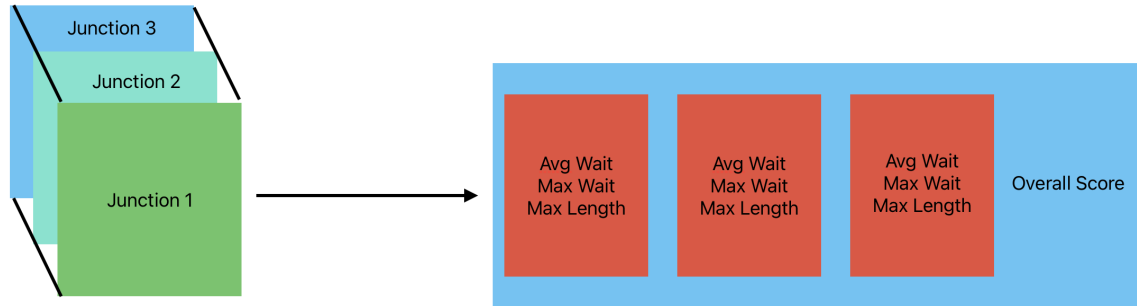 Junction 3
Junction 2
Junction 1
Avg Wait
Max Wait
Max Length
Avg Wait
Max Wait
Max Length
Avg Wait
Max Wait
Max Length
Overall Score